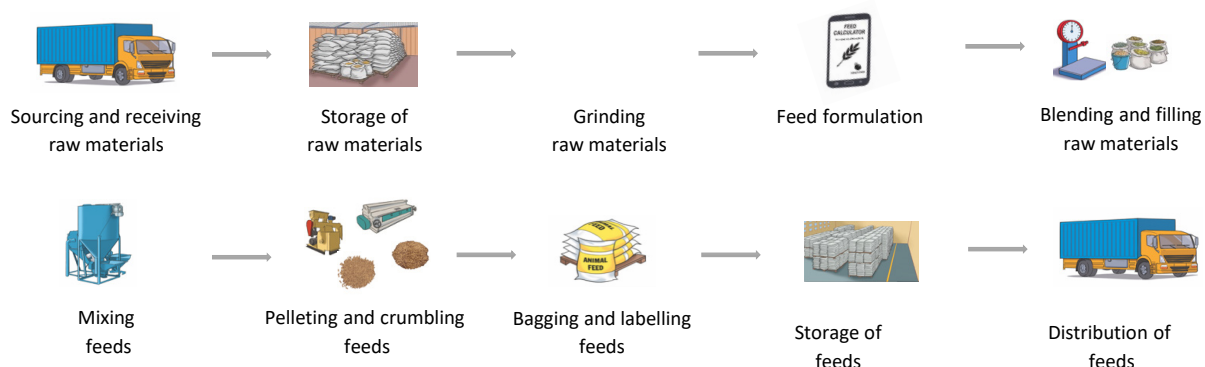 FEED
CALCULATOR
Sourcing and receiving
raw materials
Storage of
raw materials
Grinding
raw materials
Feed formulation
Blending and filling
raw materials
FEED
ANIMAL
FEED
Mixing
feeds
Pelleting and crumbling
feeds
Bagging and labelling
feeds
Storage of
feeds
Distribution of
feeds